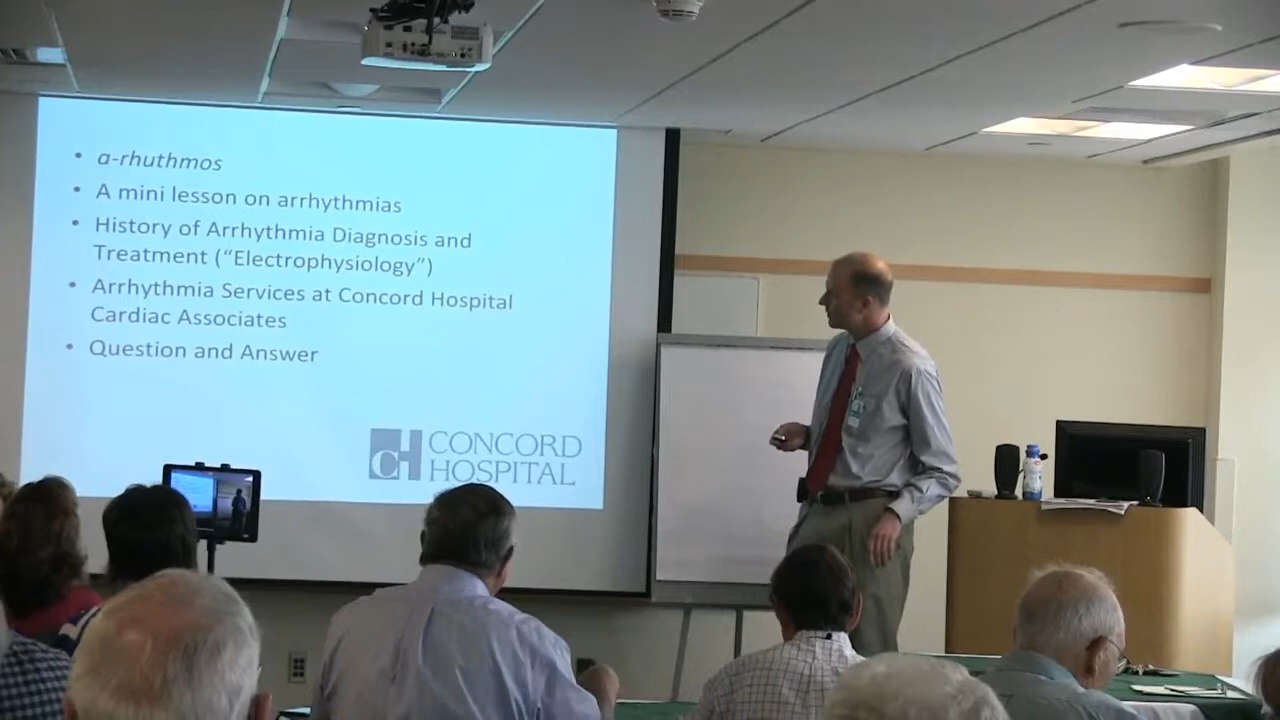 • a-rhuthmos
• A mini lesson on arrhythmias
• History of Arrhythmia Diagnosis and
Treatment (“Electrophysiology”)
• Arrhythmia Services at Concord Hospital
Cardiac Associates
• Question and Answer
CH CONCORD
HOSPITAL